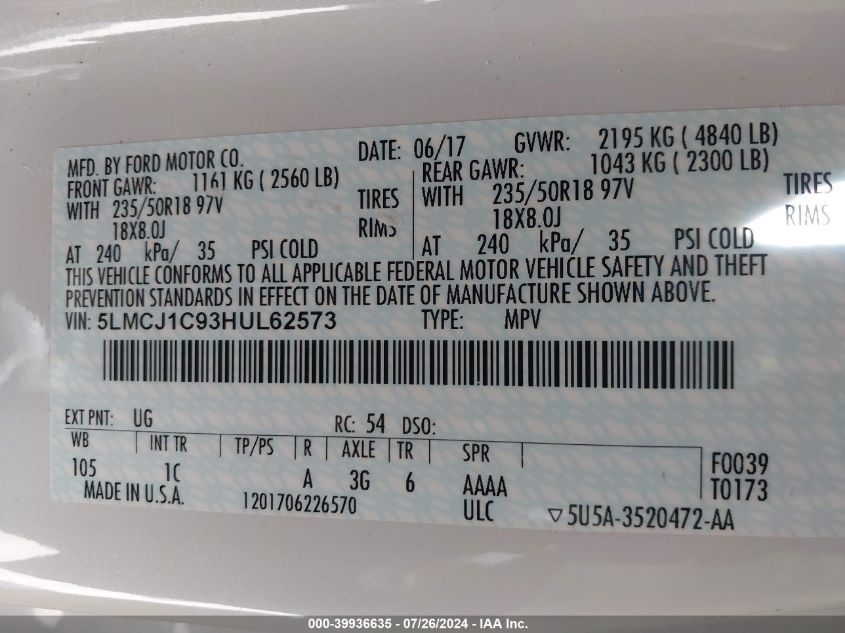 MFD. BY FORD MOTOR CO. DATE: 06/17 GVWR: 2195 KG ( 4840 LB)
FRONT GAWR: 1161 KG ( 2560 LB) REAR GAWR: 1043 KG ( 2300 LB)
WITH 235/50R18 97V TIRES WITH 235/50R18 97V TIRES
18X8.0J RIMS 18X8.0J RIMS
AT 240 kPa/ 35 PSI COLD AT 240 kPa/ 35 PSI COLD
THIS VEHICLE CONFORMS TO ALL APPLICABLE FEDERAL MOTOR VEHICLE SAFETY AND THEFT
PREVENTION STANDARDS IN EFFECT ON THE DATE OF MANUFACTURE SHOWN ABOVE.
VIN: 5LMCJ1C93HUL62573 TYPE: MPV
EXT PNT: UG RC: 54 DSO:
WB INT TR TP/PS R AXLE TR SPR F0039
105 1C A 3G 6 AAAA T0173
MADE IN U.S.A. 1201706226570 ULC ▽5U5A-3520472-AA
000-39936635 - 07/26/2024 - IAA Inc.